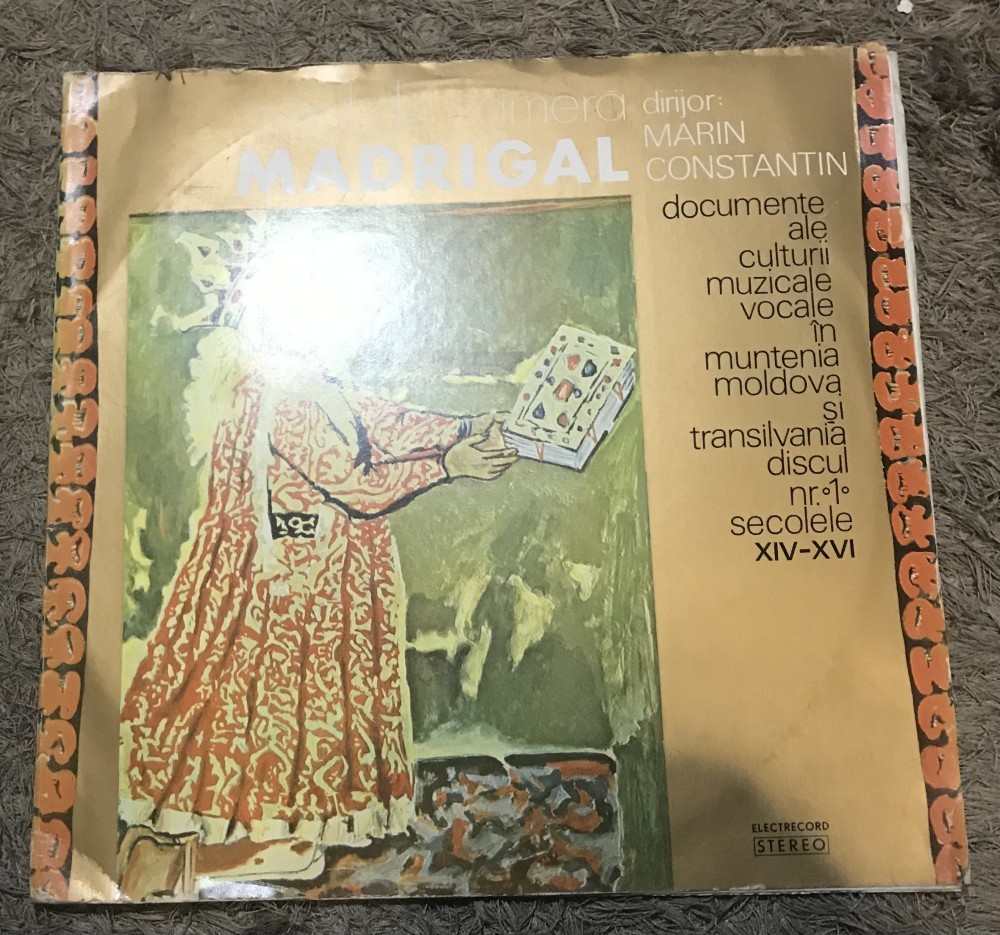 dirijor:
MADRIGAL
MARIN
CONSTANTIN
documente
ale
culturii
muzicale
vocale
în
muntenia
moldova
și
transilvania
discul
nr.°1°
secolele
XIV-XVI
ELECTRECORD
STEREO